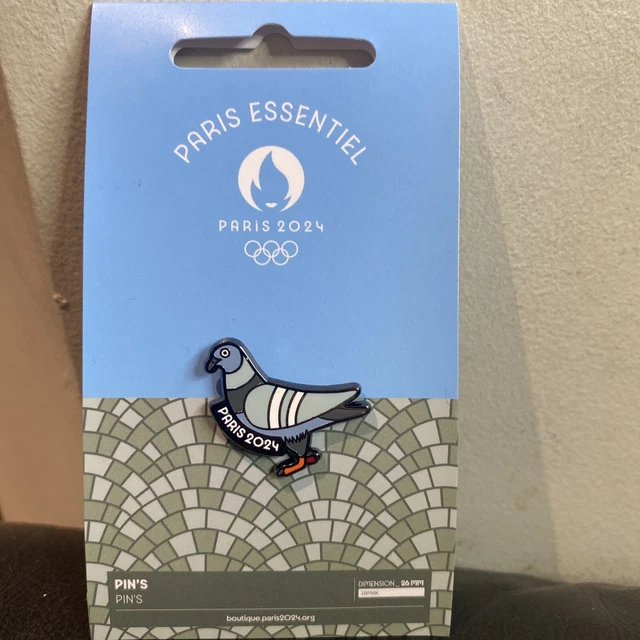 PARIS ESSENTIEL
PARIS 2024
PARIS 2024
PIN'S
PIN'S
DIMENSION _ 26 MM
boutique.paris2024.org